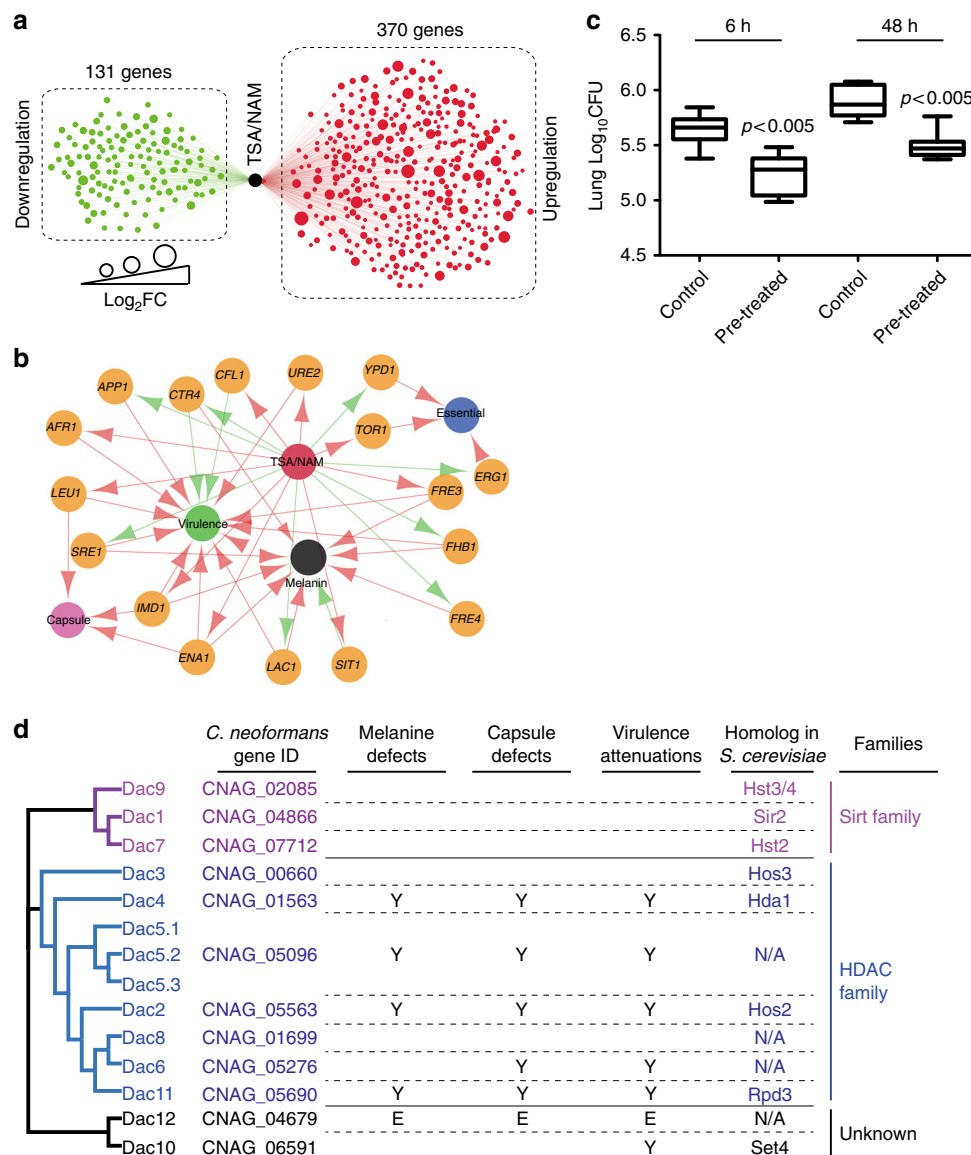 a
131 genes
370 genes
Downregulation
TSA/NAM
Upregulation
Log2FC
b
APP1
CTR4
CFL1
URE2
YPD1
AFR1
TOR1
Essential
TSA/NAM
LEU1
FRE3
ERG1
Virulence
SRE1
FHB1
Melanin
Capsule
IMD1
FRE4
ENA1
LAC1
SIT1
c
6 h
48 h
6.5
6.0
5.5
5.0
4.5
Lung Log10CFU
p<0.005
p<0.005
Control
Pre-treated
Control
Pre-treated
d
C. neoformans gene ID
Melanine defects
Capsule defects
Virulence attenuations
Homolog in S. cerevisiae
Families
Dac9 CNAG_02085 Hst3/4
Dac1 CNAG_04866 Sir2
Dac7 CNAG_07712 Hst2
Sirt family
Dac3 CNAG_00660 Hos3
Dac4 CNAG_01563 Y Y Y Hda1
Dac5.1
Dac5.2 CNAG_05096 Y Y Y N/A
Dac5.3
Dac2 CNAG_05563 Y Y Y Hos2
Dac8 CNAG_01699 N/A
Dac6 CNAG_05276 Y Y N/A
Dac11 CNAG_05690 Y Y Y Rpd3
HDAC family
Dac12 CNAG_04679 E E E N/A
Dac10 CNAG_06591 Y Set4
Unknown